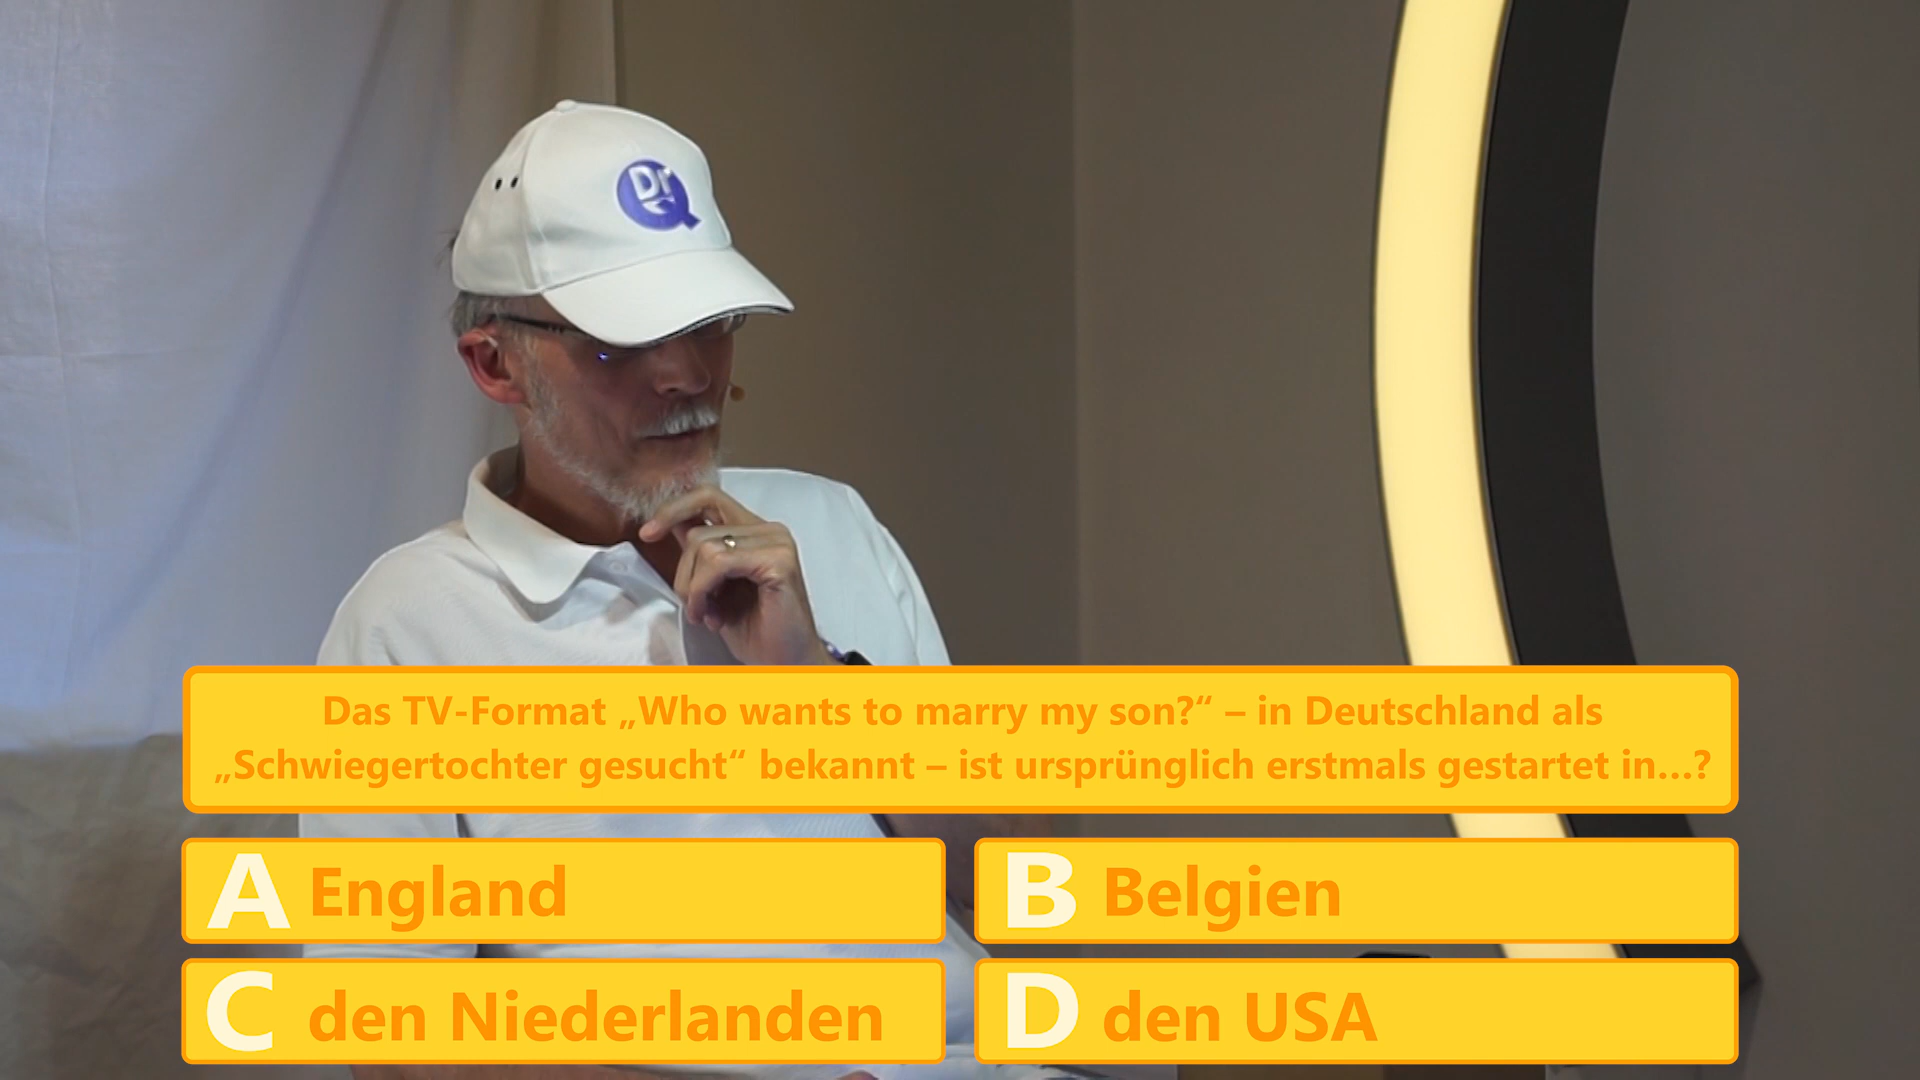 Dr
Q
Das TV-Format „Who wants to marry my son?“ – in Deutschland als
„Schwiegertochter gesucht“ bekannt – ist ursprünglich erstmals gestartet in...?
A England
B Belgien
C den Niederlanden
D den USA